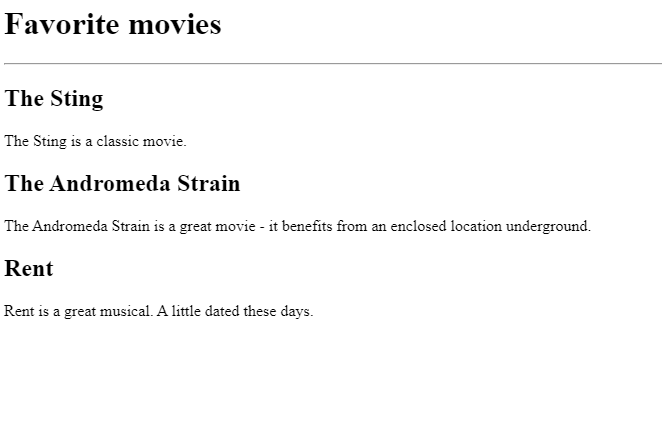 Favorite movies
The Sting
The Sting is a classic movie.
The Andromeda Strain
The Andromeda Strain is a great movie - it benefits from an enclosed location underground.
Rent
Rent is a great musical. A little dated these days.